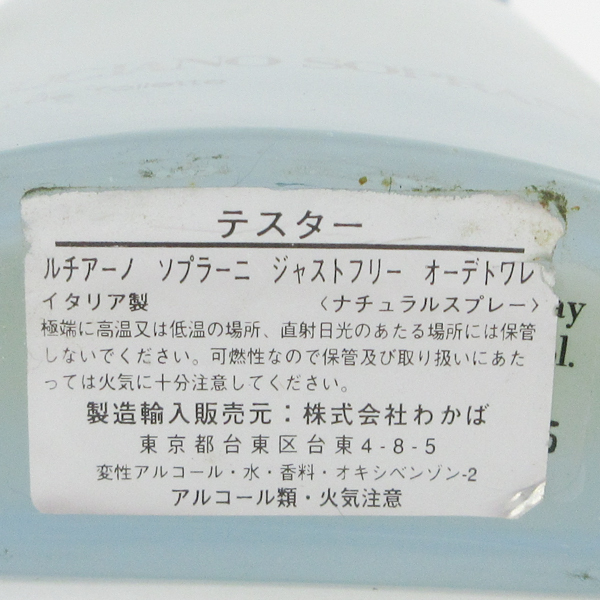 LUCIANO SOPRANI
テスター
ルチアーノ ソプラーニ ジャストフリー オーデトワレ
イタリア製 〈ナチュラルスプレー〉
極端に高温又は低温の場所、直射日光のあたる場所には保管
しないでください。可燃性なので保管及び取り扱いにあた
っては火気に十分注意してください。
製造輸入販売元：株式会社わかば
東京都台東区台東4-8-5
変性アルコール・水・香料・オキシベンゾン-2
アルコール類・火気注意
ay
ol.
5